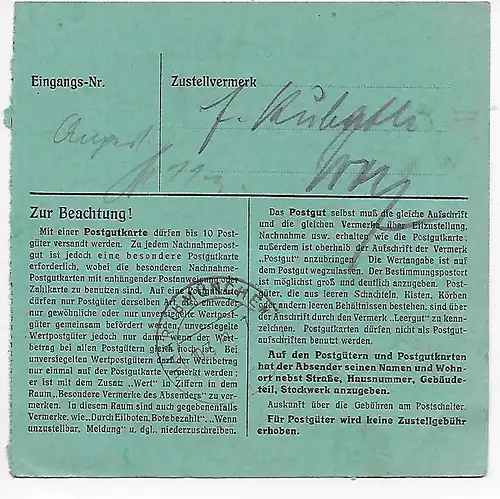 Eingangs-Nr.
Zustellvermerk
Zur Beachtung!
Mit einer Postgutkarte dürfen bis 10 Post-
güter versandt werden. Zu jedem Nachnahmepost-
gut ist jedoch eine besondere Postgutkarte
erforderlich, wobei die besonderen Nachnahme-
Postgutkarten mit anhängender Postanweisung oder
Zahlkarte zu benutzen sind. Auf eine Postgutkarte
dürfen nur Postgüter derselben Art, also entweder
nur gewöhnliche oder nur unversiegelte Wertpost-
güter gemeinsam befördert werden, unversiegelte
Wertpostgüter jedoch nur dann, wenn der Wert-
betrag bei allen Postgütern gleich hoch ist. Bei
unversiegelten Wertpostgütern darf der Wertbetrag
nur einmal auf der Postgutkarte vermerkt werden;
er ist mit dem Zusatz „Wert“ in Ziffern in dem
Raum „Besondere Vermerke des Absenders“ zu ver-
merken. In diesem Raum sind auch gegebenenfalls
Vermerke, wie „Durch Eilboten, Bote bezahlt“, „Wenn
unzustellbar, Meldung“ u. dgl., niederzuschreiben.
Das Postgut selbst muß die gleiche Aufschrift
und die gleichen Vermerke über Eilzustellung,
Nachnahme usw. erhalten wie die Postgutkarte;
außerdem ist oberhalb der Aufschrift der Vermerk
„Postgut“ anzubringen. Die Wertangabe ist auf
dem Postgut wegzulassen. Der Bestimmungspostort
ist möglichst groß und deutlich anzugeben. Postgü-
ter, die aus leeren Schachteln, Kisten, Körben
oder anderen leeren Behältnissen bestehen, sind über
der Anschrift durch den Vermerk „Leergut“ zu kenn-
zeichnen. Postgutkarten dürfen nicht als Postgut-
aufschriften benutzt werden.
Auf den Postgütern und Postgutkarten
hat der Absender seinen Namen und Wohn-
ort nebst Straße, Hausnummer, Gebäude-
teil, Stockwerk anzugeben.
Auskunft über die Gebühren am Postschalter.
Für Postgüter wird keine Zustellgebühr
erhoben.